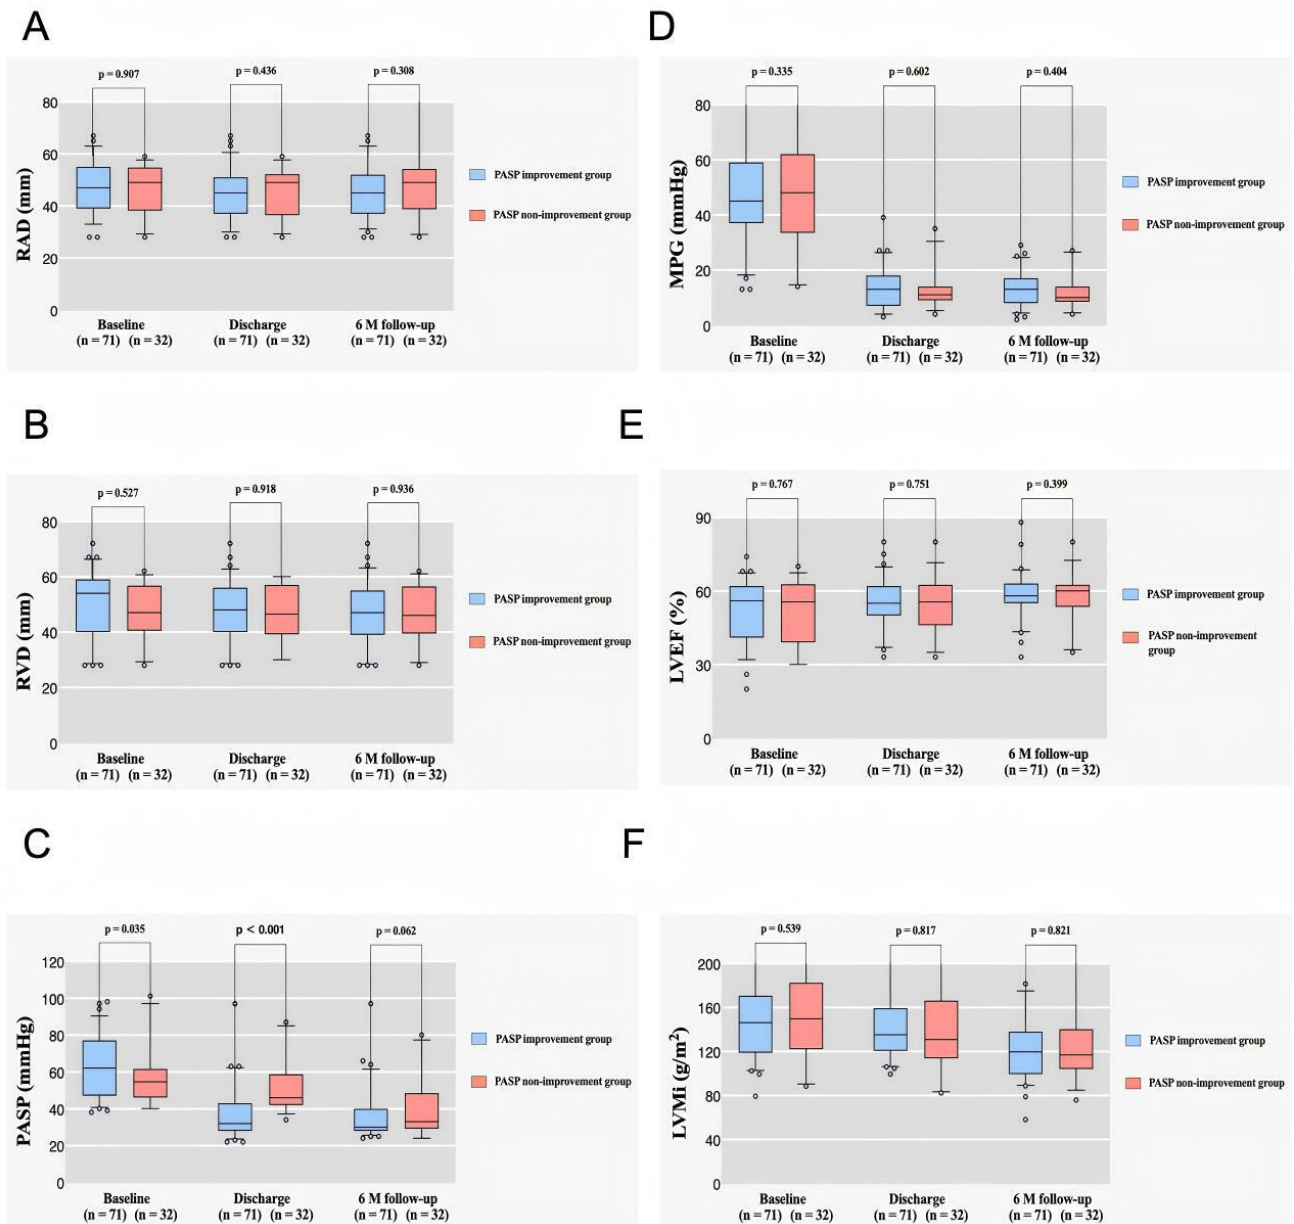 A
p = 0.907 p = 0.436 p = 0.308
80
60
40
20
0
RAD (mm)
Baseline Discharge 6 M follow-up
(n = 71) (n = 32) (n = 71) (n = 32) (n = 71) (n = 32)
PASP improvement group
PASP non-improvement group
D
p = 0.335 p = 0.602 p = 0.404
80
60
40
20
0
MPG (mmHg)
Baseline Discharge 6 M follow-up
(n = 71) (n = 32) (n = 71) (n = 32) (n = 71) (n = 32)
PASP improvement group
PASP non-improvement group
B
p = 0.527 p = 0.918 p = 0.936
80
60
40
20
0
RVD (mm)
Baseline Discharge 6 M follow-up
(n = 71) (n = 32) (n = 71) (n = 32) (n = 71) (n = 32)
PASP improvement group
PASP non-improvement group
E
p = 0.767 p = 0.751 p = 0.399
90
60
30
0
LVEF (%)
Baseline Discharge 6 M follow-up
(n = 71) (n = 32) (n = 71) (n = 32) (n = 71) (n = 32)
PASP improvement group
PASP non-improvement
group
C
p = 0.035 p < 0.001 p = 0.062
120
100
80
60
40
20
0
PASP (mmHg)
Baseline Discharge 6 M follow-up
(n = 71) (n = 32) (n = 71) (n = 32) (n = 71) (n = 32)
PASP improvement group
PASP non-improvement group
F
p = 0.539 p = 0.817 p = 0.821
200
160
120
80
40
0
LVMi (g/m²)
Baseline Discharge 6 M follow-up
(n = 71) (n = 32) (n = 71) (n = 32) (n = 71) (n = 32)
PASP improvement group
PASP non-improvement group